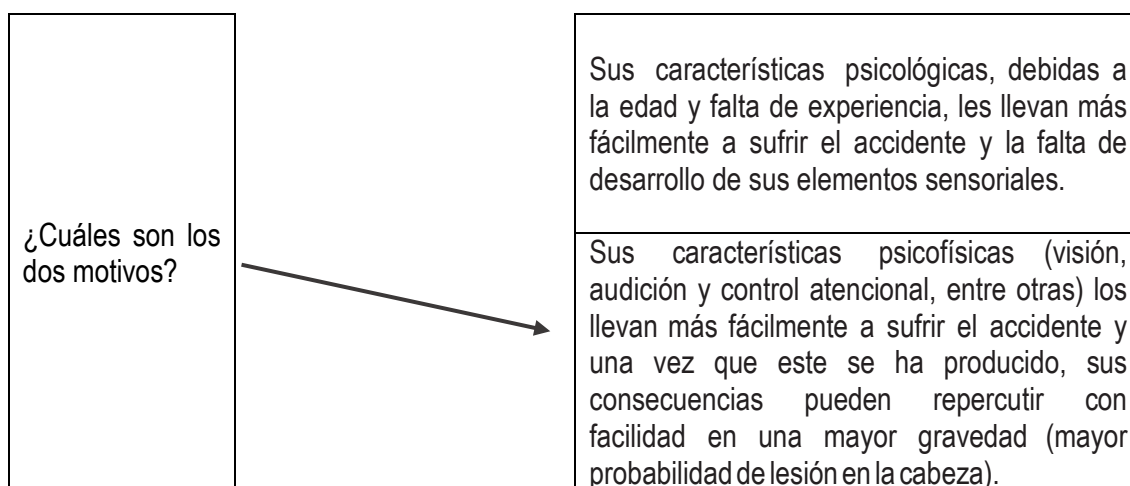 ¿Cuáles son los
dos motivos?
Sus características psicológicas, debidas a
la edad y falta de experiencia, les llevan más
fácilmente a sufrir el accidente y la falta de
desarrollo de sus elementos sensoriales.
Sus características psicofísicas (visión,
audición y control atencional, entre otras) los
llevan más fácilmente a sufrir el accidente y
una vez que este se ha producido, sus
consecuencias pueden repercutir con
facilidad en una mayor gravedad (mayor
probabilidad de lesión en la cabeza).